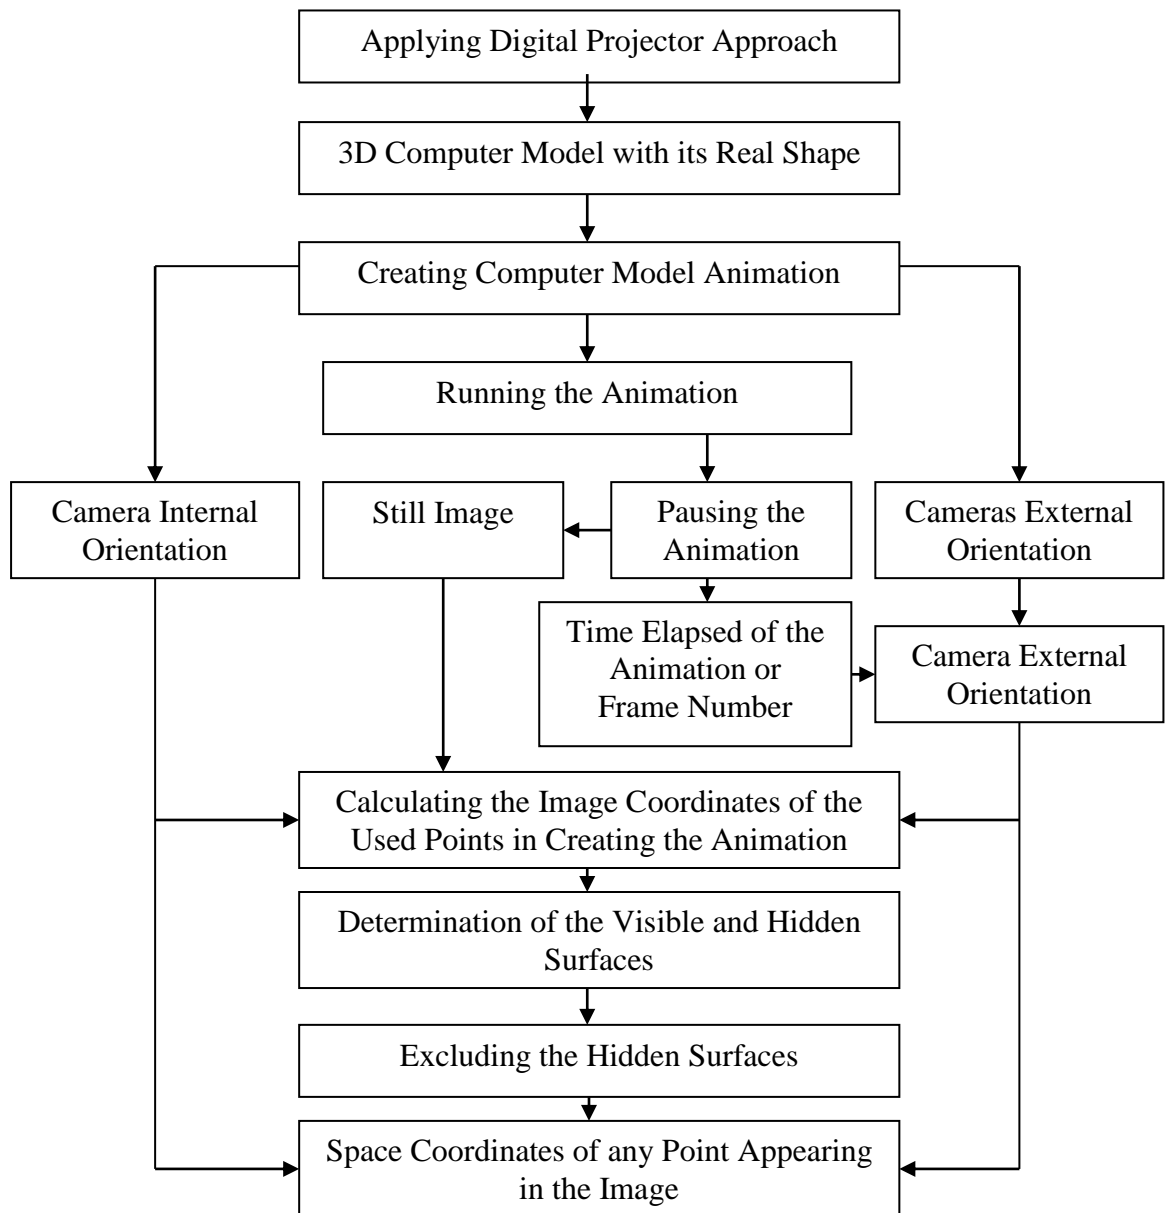 Applying Digital Projector Approach
3D Computer Model with its Real Shape
Creating Computer Model Animation
Running the Animation
Camera Internal
Orientation
Still Image
Pausing the
Animation
Cameras External
Orientation
Time Elapsed of the
Animation or
Frame Number
Camera External
Orientation
Calculating the Image Coordinates of the
Used Points in Creating the Animation
Determination of the Visible and Hidden
Surfaces
Excluding the Hidden Surfaces
Space Coordinates of any Point Appearing
in the Image